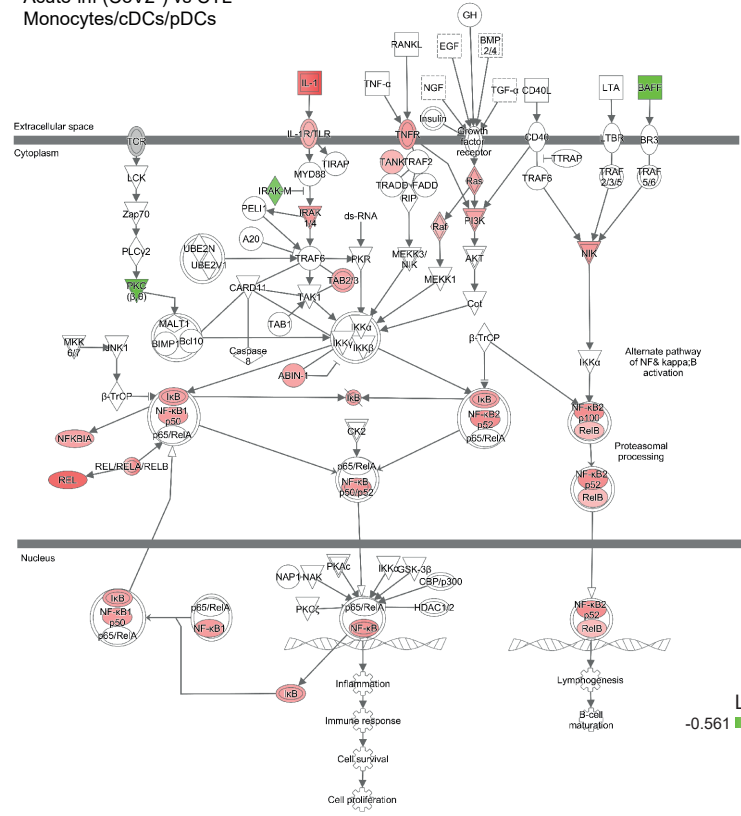 Monocytes/cDCs/pDCs
GH
RANKL
EGF
BMP
2/4
IL-1
TNF-α
NGF
TGF-α
CD40L
LTA
BAFF
Insulin
Extracellular space
TCR
IL-1R/TLR
TNFR
Growth
factor
receptor
CD40
LTBR
BR3
Cytoplasm
LCK
MYD88
TIRAP
TANK
TRAF2
TRADD
FADD
RIP
Ras
TTRAP
TRAF6
TRAF
2/3/5
TRAF
5/6
IRAK-M
Zap70
PELI1
IRAK
1/4
ds-RNA
Raf
PI3K
PLCγ2
A20
UBE2N
UBE2V1
TRAF6
PKR
MEKK3/
NIK
MEKK1
AKT
NIK
PKC
(β,θ)
CARD11
TAB2/3
TAK1
Cot
MALT1
BIMP1
Bcl10
TAB1
IKKα
IKKγ
IKKβ
β-TrCP
MKK
6/7
JNK1
Caspase
8
IKKα
Alternate pathway
of NF& kappa;B
activation
ABIN-1
β-TrCP
IκB
NF-κB1
p50
p65/RelA
IκB
IκB
NF-κB2
p52
p65/RelA
NF-κB2
p100
RelB
NFKBIA
CK2
Proteasomal
processing
REL
REL/RELA/RELB
p65/RelA
NF-κB
p50/p52
NF-κB2
p52
RelB
Nucleus
NAP1
NAK
PKAc
IKKα
GSK-3β
CBP/p300
PKCζ
p65/RelA
HDAC1/2
NF-κB
IκB
NF-κB1
p50
p65/RelA
p65/RelA
NF-κB1
NF-κB2
p52
RelB
IκB
Inflammation
Immune response
Cell survival
Cell proliferation
Lymphogenesis
B-cell
maturation
-0.561